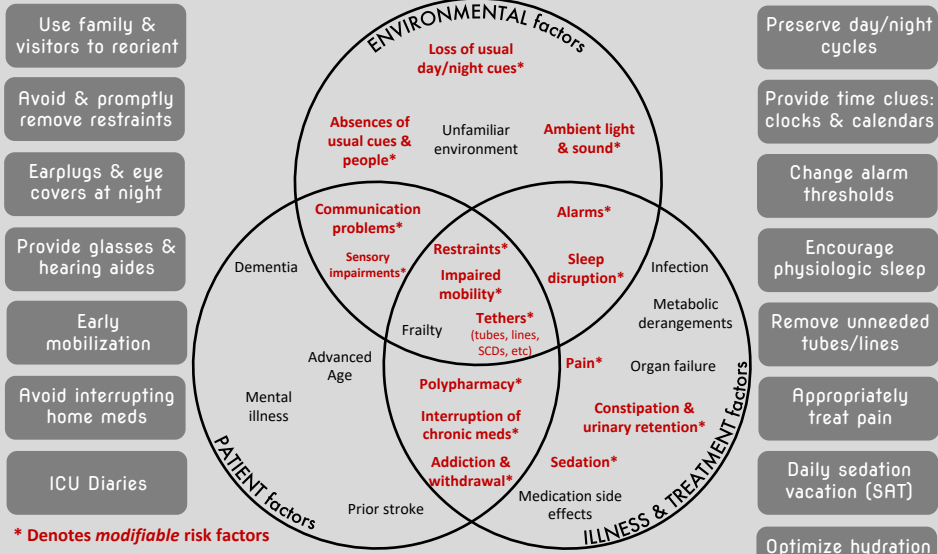 Use family &
visitors to reorient
Avoid & promptly
remove restraints
Earplugs & eye
covers at night
Provide glasses &
hearing aides
Early
mobilization
Avoid interrupting
home meds
ICU Diaries
* Denotes modifiable risk factors
ENVIRONMENTAL factors
Loss of usual
day/night cues*
Absences of
usual cues &
people*
Unfamiliar
environment
Ambient light
& sound*
Communication
problems*
Sensory
impairments*
Alarms*
Sleep
disruption*
Restraints*
Impaired
mobility*
Tethers*
(tubes, lines,
SCDs, etc)
Frailty
Dementia
Advanced
Age
Mental
illness
Prior stroke
PATIENT factors
Polypharmacy*
Interruption of
chronic meds*
Addiction &
withdrawal*
Infection
Metabolic
derangements
Organ failure
Pain*
Constipation &
urinary retention*
Sedation*
Medication side
effects
ILLNESS & TREATMENT factors
Preserve day/night
cycles
Provide time clues:
clocks & calendars
Change alarm
thresholds
Encourage
physiologic sleep
Remove unneeded
tubes/lines
Appropriately
treat pain
Daily sedation
vacation (SAT)
Optimize hydration